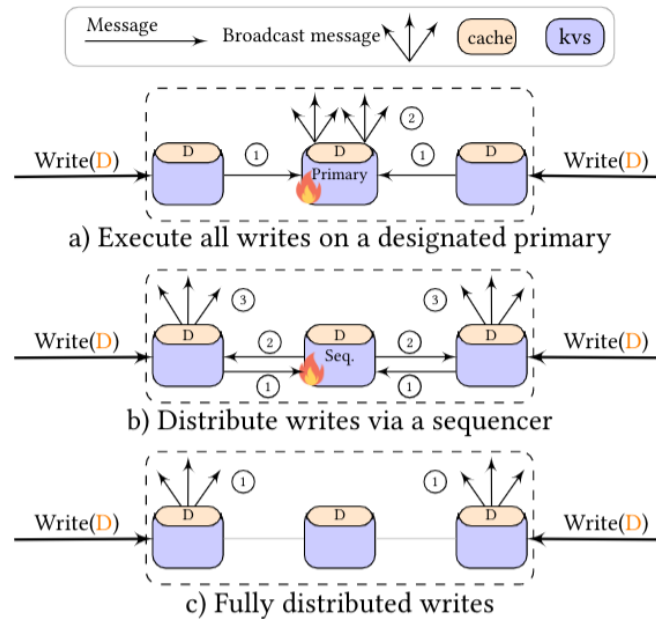 Message Broadcast message cache kvs
② 
D D D
Write(D) ① ① Write(D)
Primary
a) Execute all writes on a designated primary
③ ③
D D D
Write(D) ② ② Write(D)
Seq.
① ①
b) Distribute writes via a sequencer
① ①
D D D
Write(D) Write(D)
c) Fully distributed writes